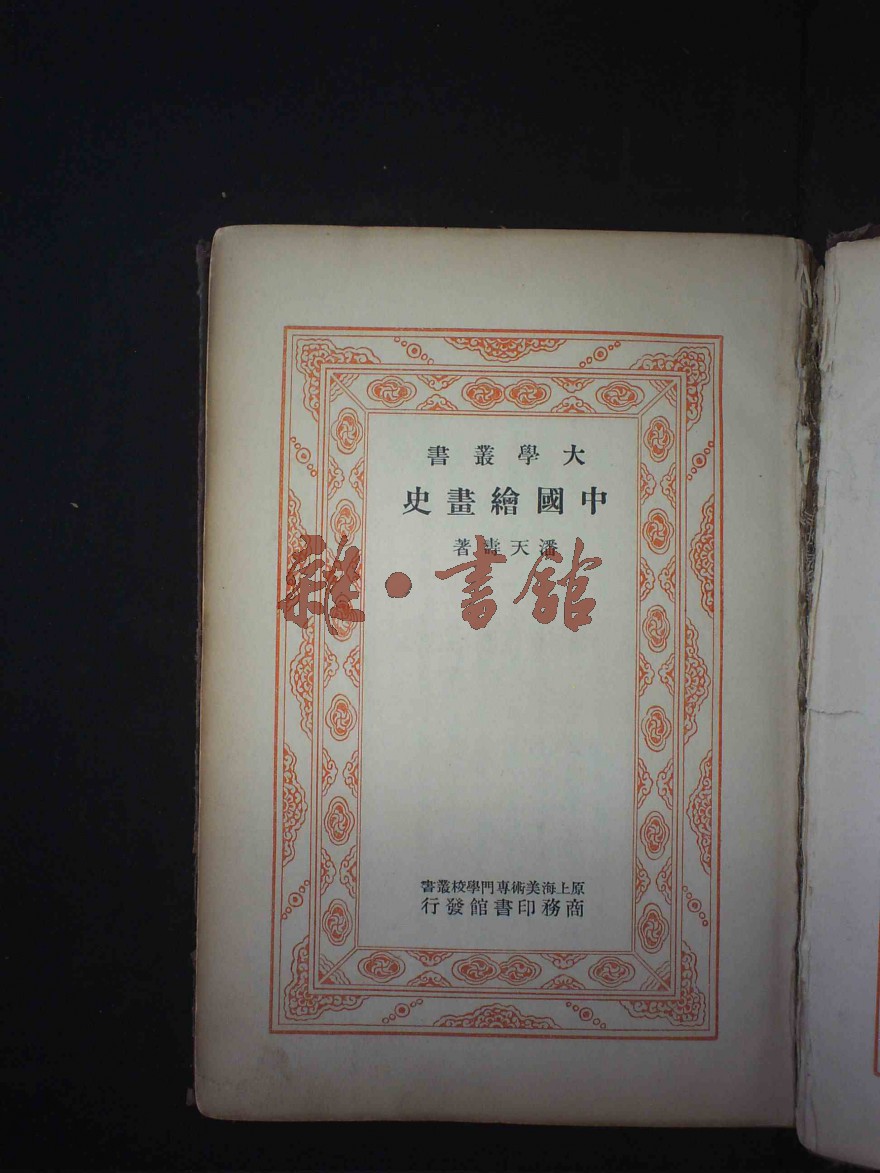 大學叢書
中國繪畫史
潘天壽著
雜·書館
原上海美術專門學校叢書
商務印書館發行